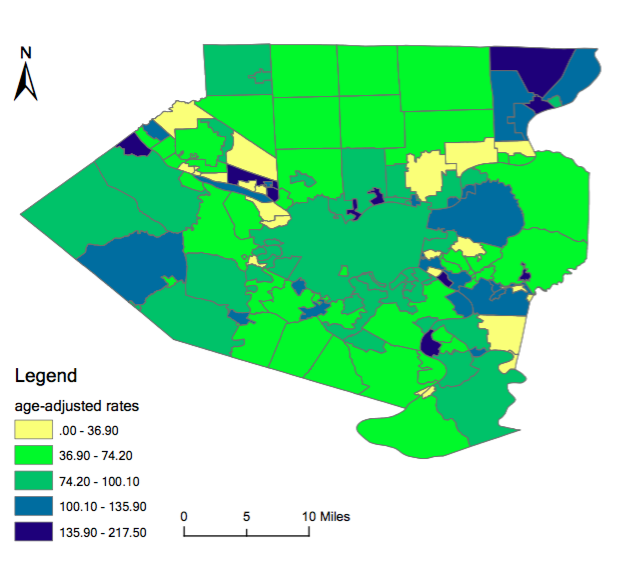 N
Legend
age-adjusted rates
.00 - 36.90
36.90 - 74.20
74.20 - 100.10
100.10 - 135.90
135.90 - 217.50
0 5 10 Miles